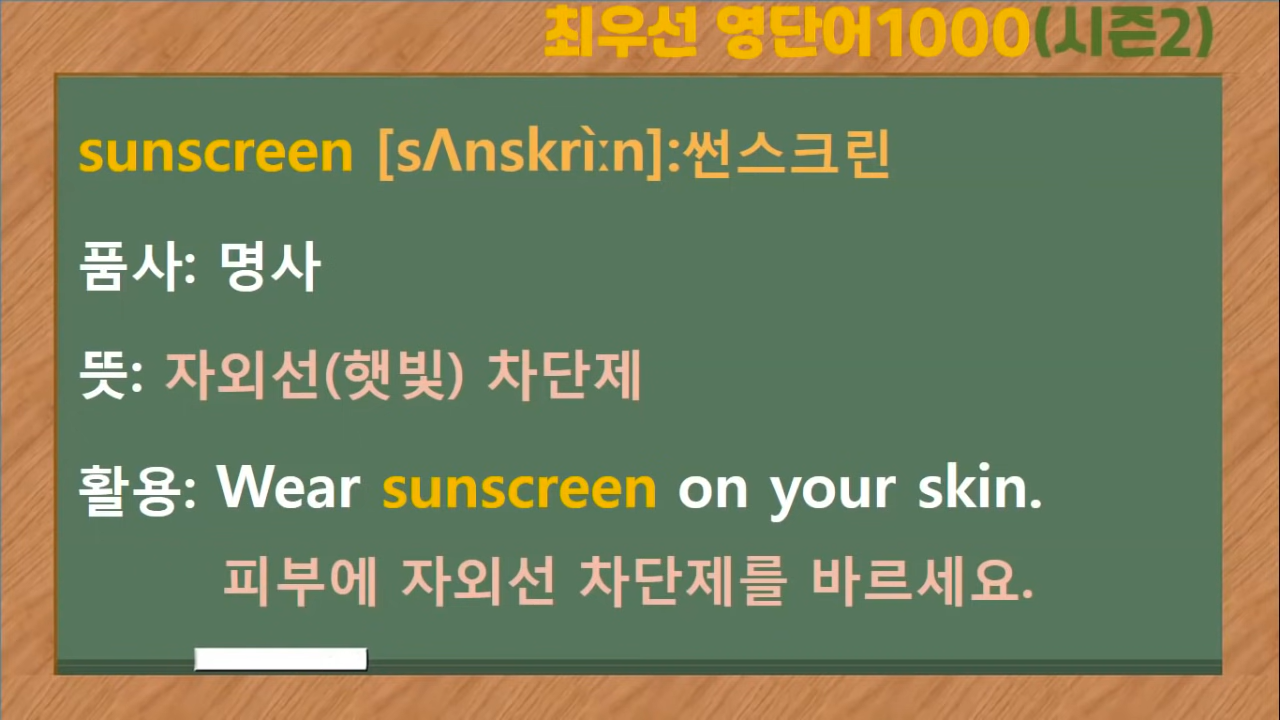 최우선 영단어1000(시즌2)
sunscreen [sΛnskrìːn]:썬스크린
품사: 명사
뜻: 자외선(햇빛) 차단제
활용: Wear sunscreen on your skin.
피부에 자외선 차단제를 바르세요.